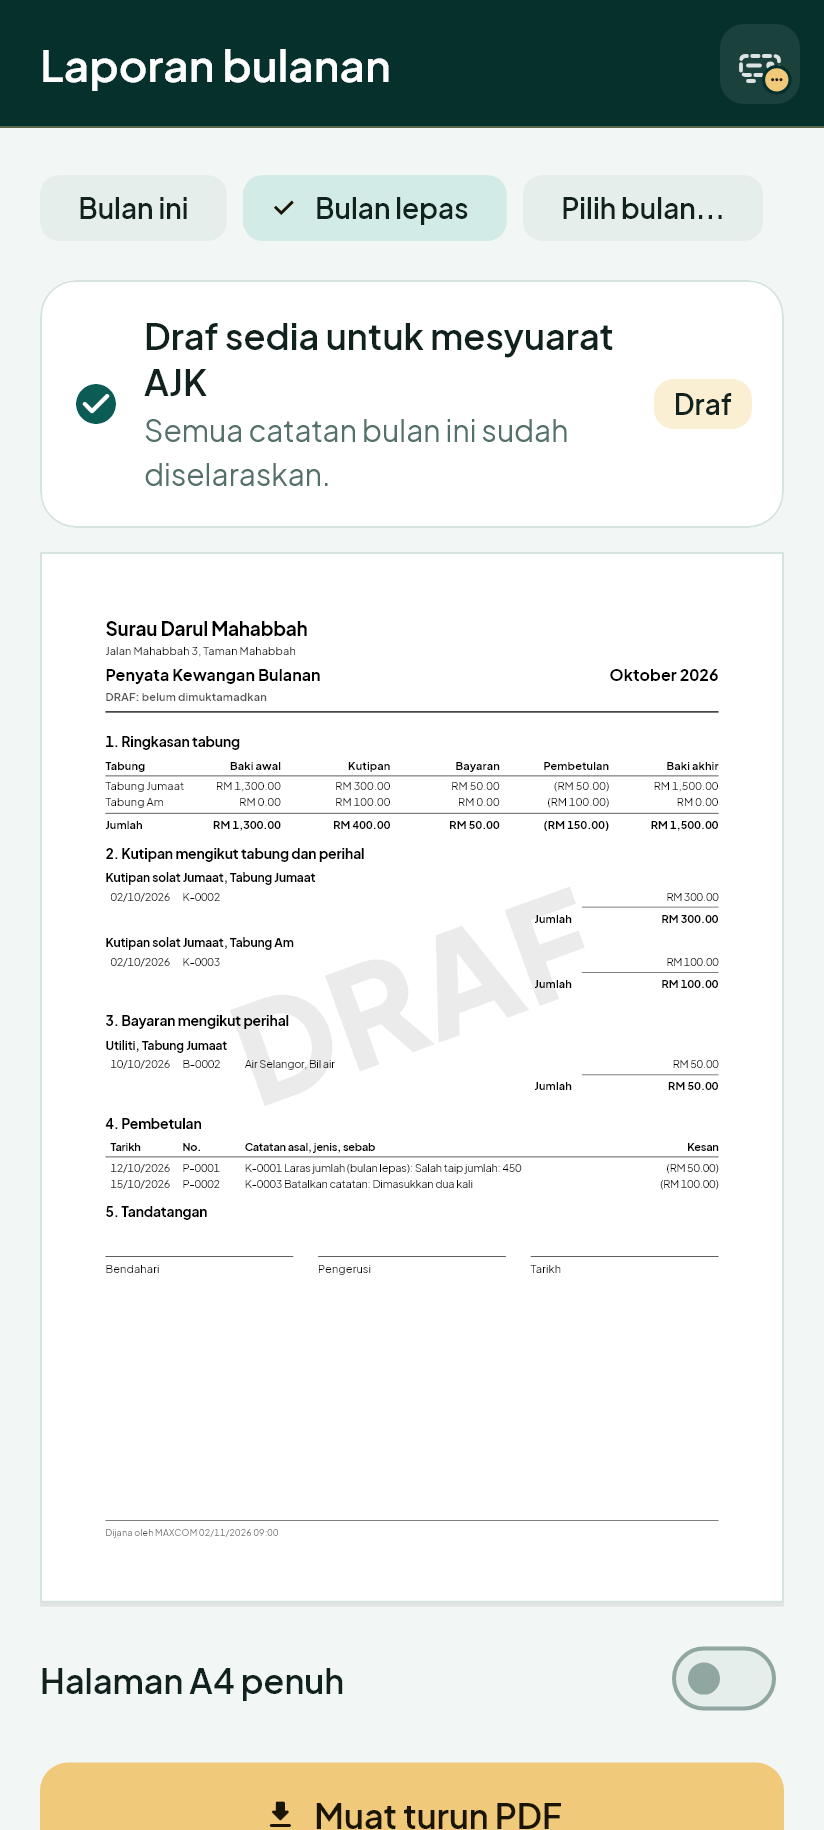 Laporan bulanan
Bulan ini
Bulan lepas
Pilih bulan...
Draf sedia untuk mesyuarat
AJK
Semua catatan bulan ini sudah
diselaraskan.
Draf
Surau Darul Mahabbah
Jalan Mahabbah 3, Taman Mahabbah
Penyata Kewangan Bulanan Oktober 2026
DRAF: belum dimuktamadkan
1. Ringkasan tabung
Tabung Baki awal Kutipan Bayaran Pembetulan Baki akhir
Tabung Jumaat RM 1,300.00 RM 300.00 RM 50.00 (RM 50.00) RM 1,500.00
Tabung Am RM 0.00 RM 100.00 RM 0.00 (RM 100.00) RM 0.00
Jumlah RM 1,300.00 RM 400.00 RM 50.00 (RM 150.00) RM 1,500.00
2. Kutipan mengikut tabung dan perihal
Kutipan solat Jumaat, Tabung Jumaat
02/10/2026 K-0002 RM 300.00
Jumlah RM 300.00
Kutipan solat Jumaat, Tabung Am
02/10/2026 K-0003 RM 100.00
Jumlah RM 100.00
DRAF
3. Bayaran mengikut perihal
Utiliti, Tabung Jumaat
10/10/2026 B-0002 Air Selangor, Bil air RM 50.00
Jumlah RM 50.00
4. Pembetulan
Tarikh No. Catatan asal, jenis, sebab Kesan
12/10/2026 P-0001 K-0001 Laras jumlah (bulan lepas): Salah taip jumlah: 450 (RM 50.00)
15/10/2026 P-0002 K-0003 Batalkan catatan: Dimasukkan dua kali (RM 100.00)
5. Tandatangan
Bendahari Pengerusi Tarikh
Dijana oleh MAXCOM 02/11/2026 09:00
Halaman A4 penuh
Muat turun PDF